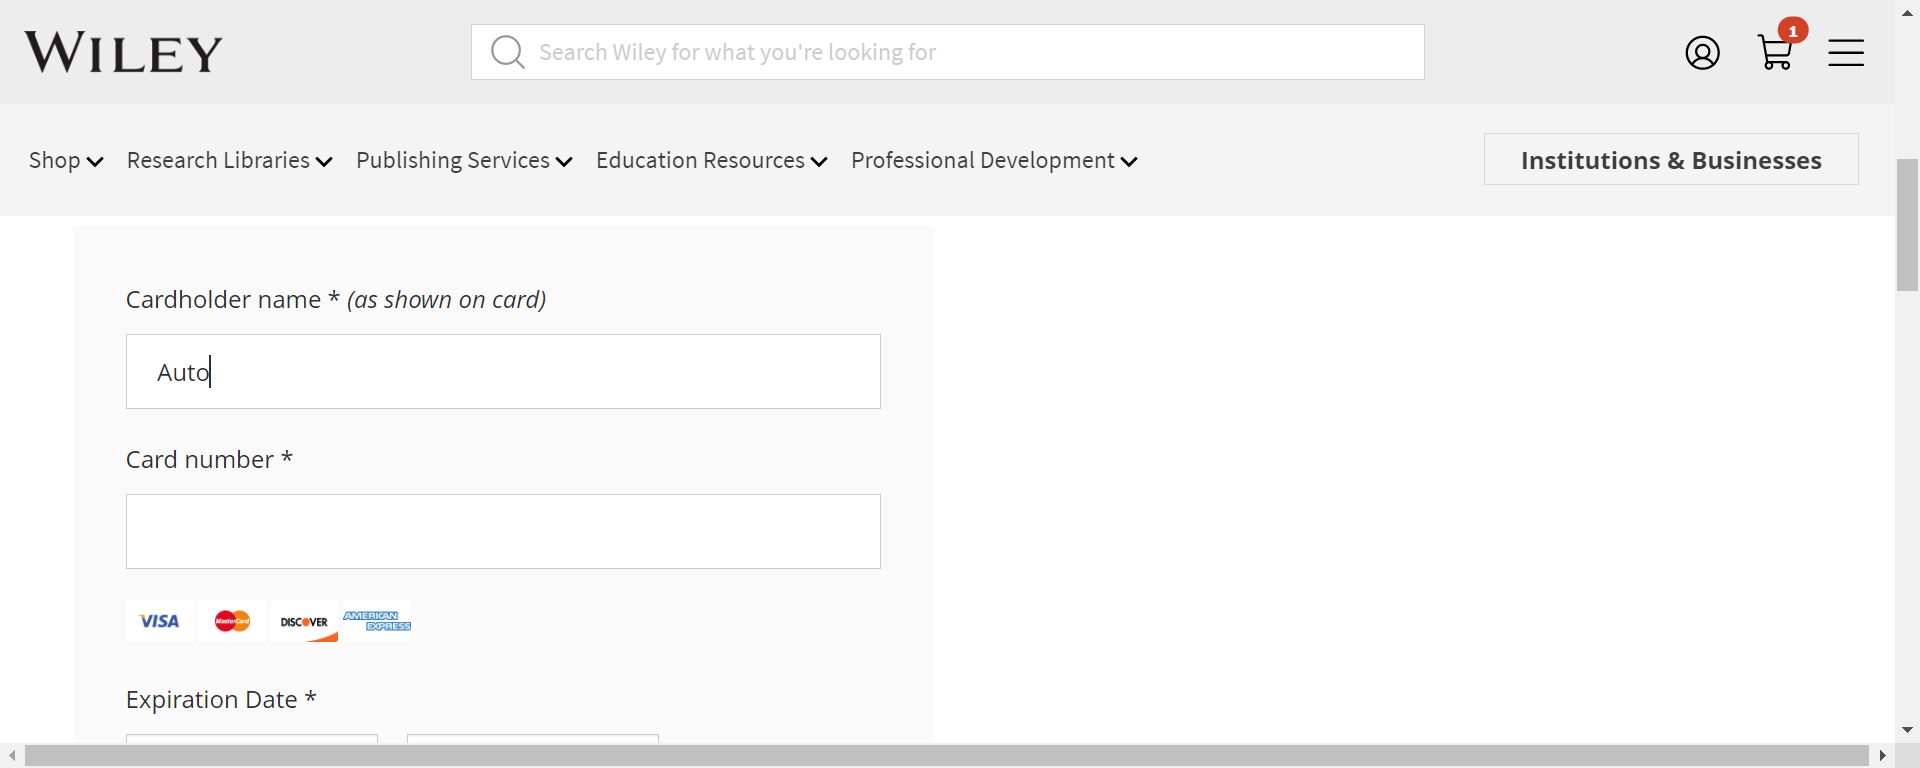 WILEY
Search Wiley for what you're looking for
1
Shop Research Libraries Publishing Services Education Resources Professional Development Institutions & Businesses
Cardholder name * (as shown on card)
Auto
Card number *
VISA MasterCard DISCOVER AMERICAN EXPRESS
Expiration Date *